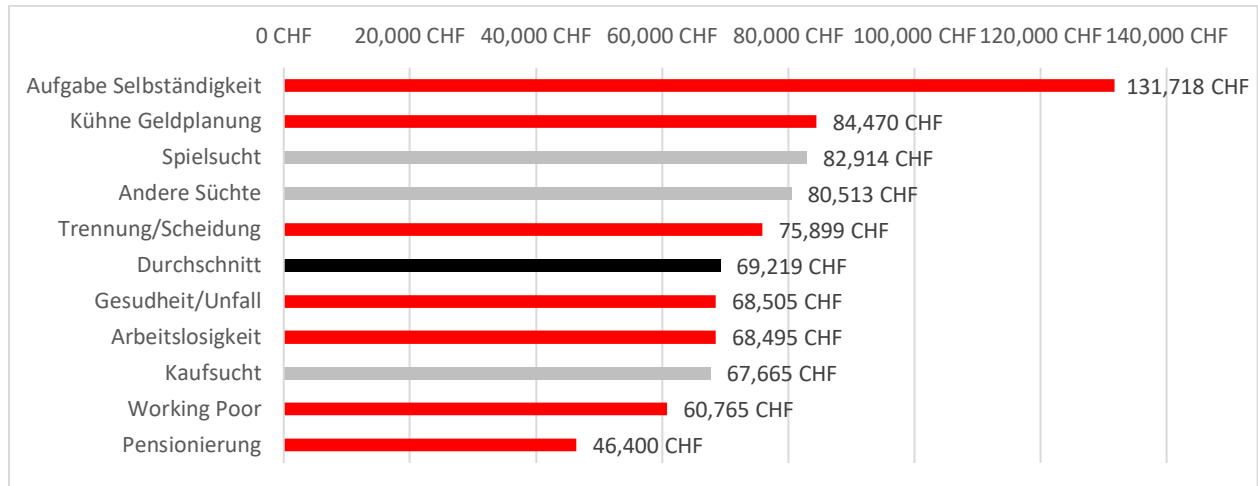 0 CHF 20,000 CHF 40,000 CHF 60,000 CHF 80,000 CHF 100,000 CHF 120,000 CHF 140,000 CHF
Aufgabe Selbständigkeit 131,718 CHF
Kühne Geldplanung 84,470 CHF
Spielsucht 82,914 CHF
Andere Süchte 80,513 CHF
Trennung/Scheidung 75,899 CHF
Durchschnitt 69,219 CHF
Gesudheit/Unfall 68,505 CHF
Arbeitslosigkeit 68,495 CHF
Kaufsucht 67,665 CHF
Working Poor 60,765 CHF
Pensionierung 46,400 CHF